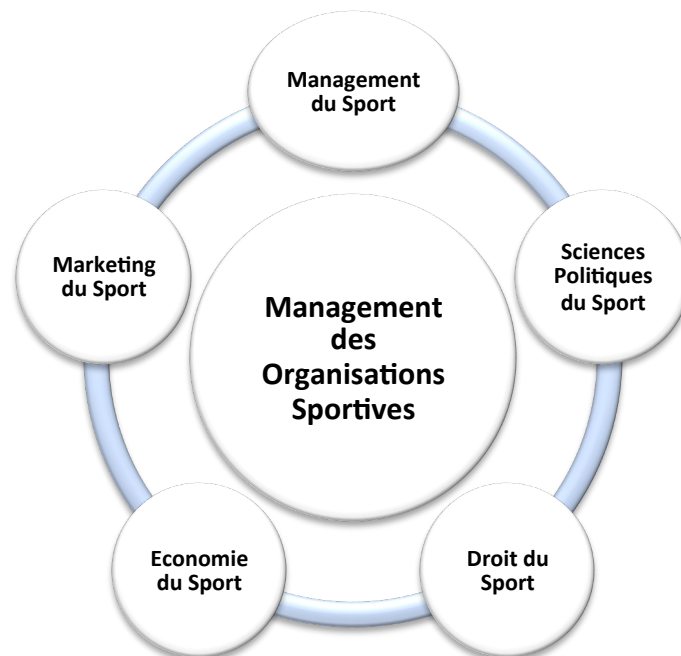 Management
du Sport
Sciences
Politiques
du Sport
Marketing
du Sport
Management
des
Organisations
Sportives
Economie
du Sport
Droit du
Sport